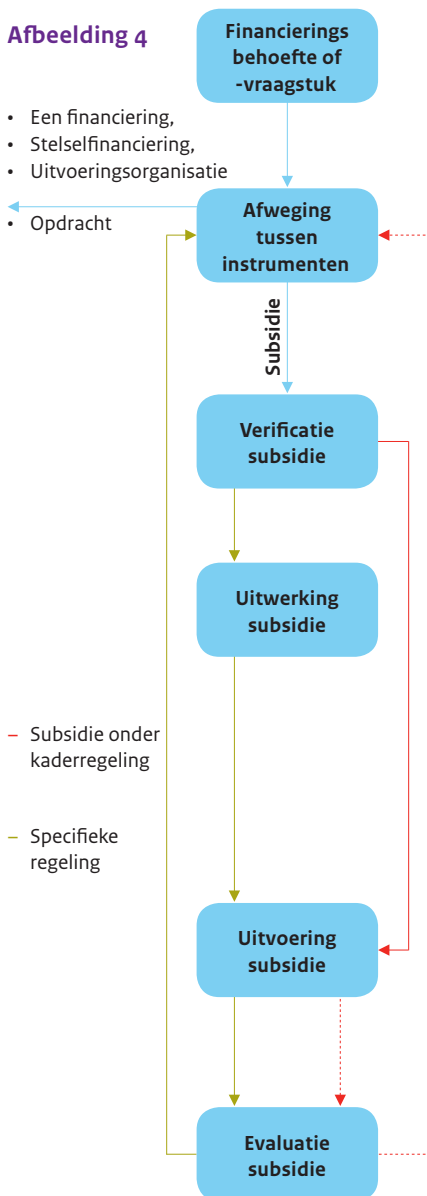 Afbeelding 4
Financierings
behoefte of
-vraagstuk
• Een financiering,
• Stelselfinanciering,
• Uitvoeringsorganisatie
• Opdracht
Afweging
tussen
instrumenten
Subsidie
Verificatie
subsidie
Uitwerking
subsidie
– Subsidie onder
kaderregeling
– Specifieke
regeling
Uitvoering
subsidie
Evaluatie
subsidie